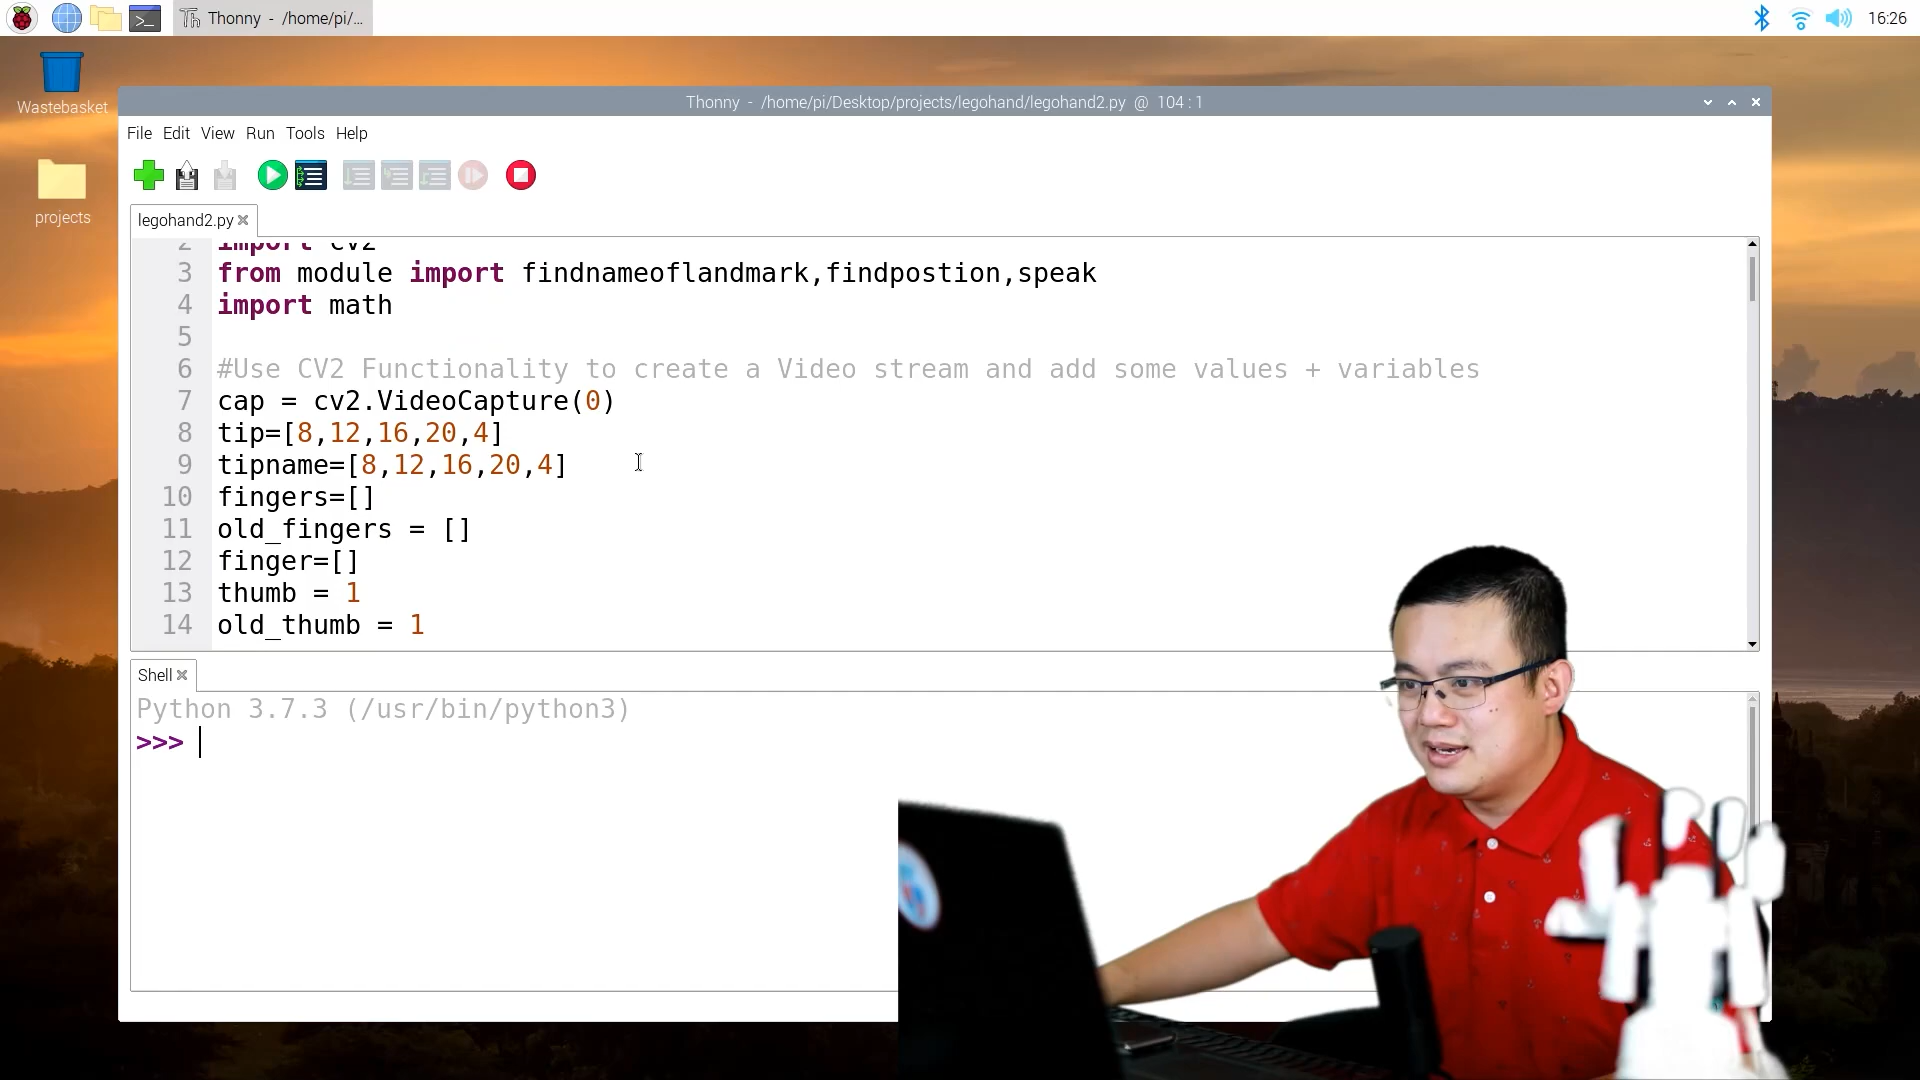 Thonny - /home/pi/...
16:26
Wastebasket
projects
Thonny - /home/pi/Desktop/projects/legohand/legohand2.py @ 104 : 1
File Edit View Run Tools Help
legohand2.py
2 import cv2
3 from module import findnameoflandmark,findpostion,speak
4 import math
5
6 #Use CV2 Functionality to create a Video stream and add some values + variables
7 cap = cv2.VideoCapture(0)
8 tip=[8,12,16,20,4]
9 tipname=[8,12,16,20,4]
10 fingers=[]
11 old_fingers = []
12 finger=[]
13 thumb = 1
14 old_thumb = 1
Shell
Python 3.7.3 (/usr/bin/python3)
>>>